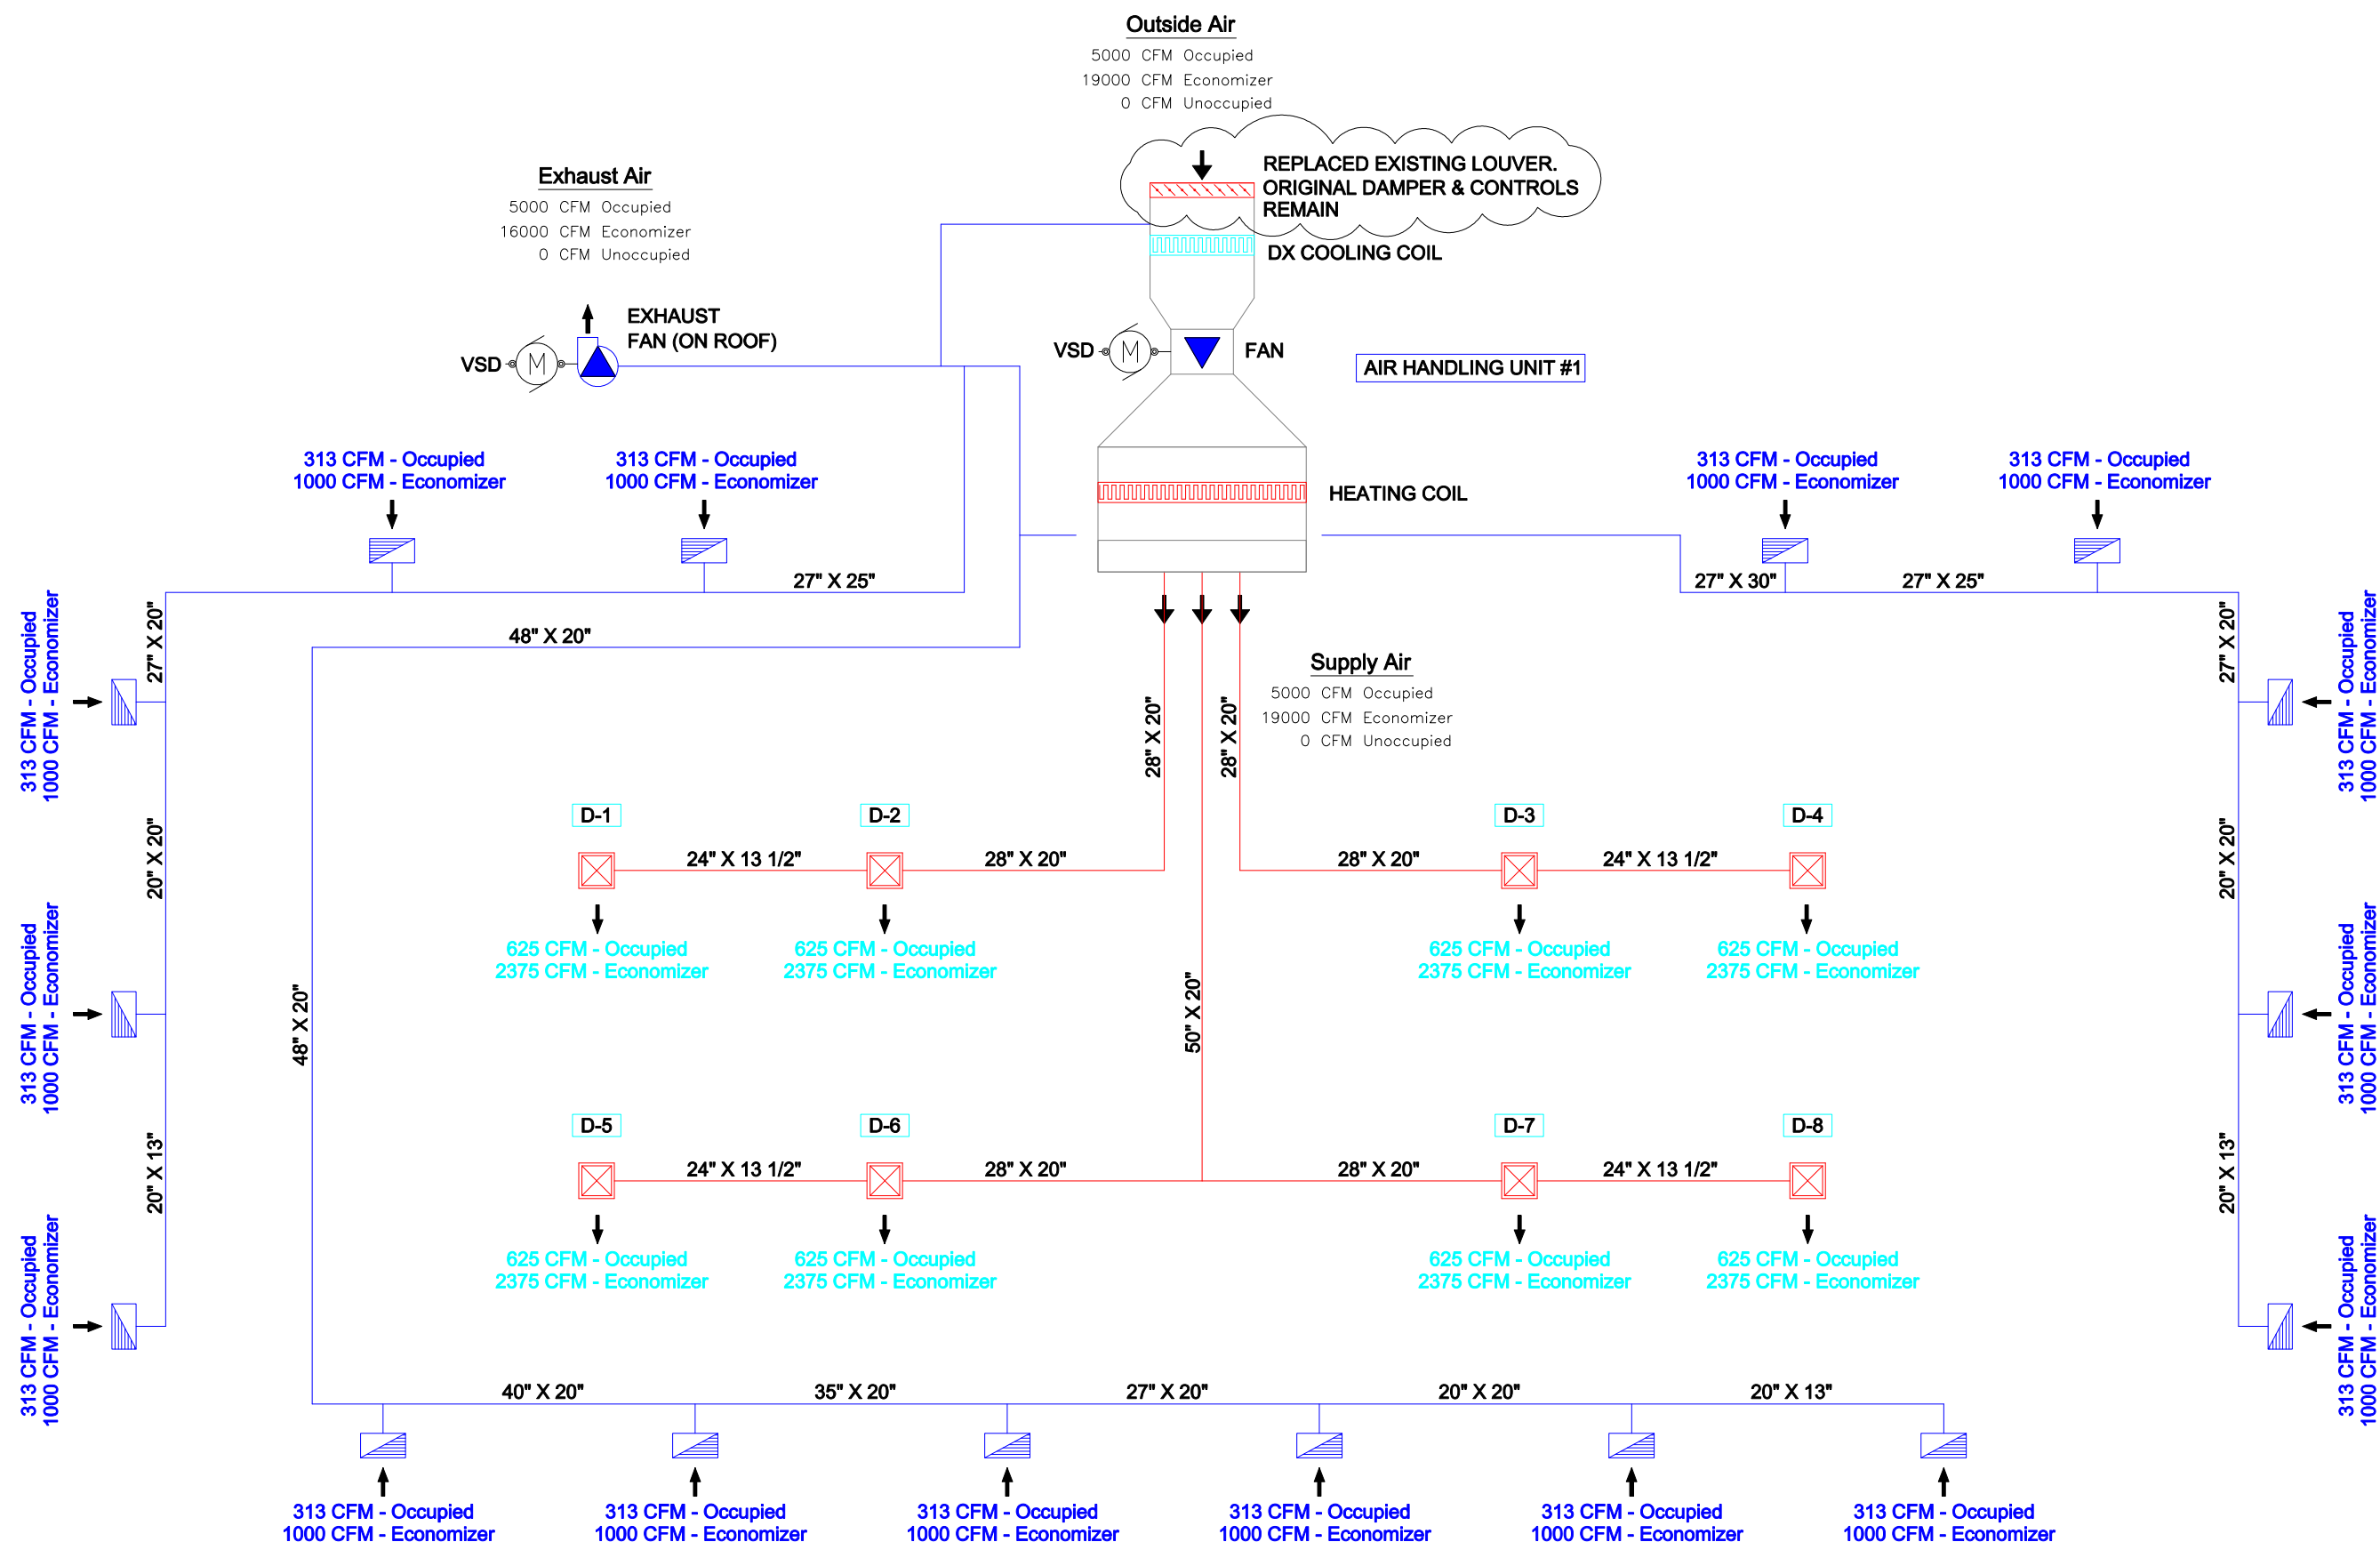 Outside Air
5000 CFM Occupied
19000 CFM Economizer
0 CFM Unoccupied
REPLACED EXISTING LOUVER.
ORIGINAL DAMPER & CONTROLS
REMAIN
DX COOLING COIL
Exhaust Air
5000 CFM Occupied
16000 CFM Economizer
0 CFM Unoccupied
EXHAUST
FAN (ON ROOF)
VSD
M
VSD
M
FAN
AIR HANDLING UNIT #1
313 CFM - Occupied
1000 CFM - Economizer
313 CFM - Occupied
1000 CFM - Economizer
HEATING COIL
313 CFM - Occupied
1000 CFM - Economizer
313 CFM - Occupied
1000 CFM - Economizer
27" X 25"
27" X 30"
27" X 25"
48" X 20"
313 CFM - Occupied
1000 CFM - Economizer
27" X 20"
27" X 20"
313 CFM - Occupied
1000 CFM - Economizer
Supply Air
5000 CFM Occupied
19000 CFM Economizer
0 CFM Unoccupied
28" X 20"
28" X 20"
20" X 20"
20" X 20"
D-1
D-2
D-3
D-4
24" X 13 1/2"
28" X 20"
28" X 20"
24" X 13 1/2"
625 CFM - Occupied
2375 CFM - Economizer
625 CFM - Occupied
2375 CFM - Economizer
625 CFM - Occupied
2375 CFM - Economizer
625 CFM - Occupied
2375 CFM - Economizer
313 CFM - Occupied
1000 CFM - Economizer
48" X 20"
50" X 20"
313 CFM - Occupied
1000 CFM - Economizer
20" X 13"
20" X 13"
D-5
D-6
D-7
D-8
24" X 13 1/2"
28" X 20"
28" X 20"
24" X 13 1/2"
625 CFM - Occupied
2375 CFM - Economizer
625 CFM - Occupied
2375 CFM - Economizer
625 CFM - Occupied
2375 CFM - Economizer
625 CFM - Occupied
2375 CFM - Economizer
313 CFM - Occupied
1000 CFM - Economizer
313 CFM - Occupied
1000 CFM - Economizer
40" X 20"
35" X 20"
27" X 20"
20" X 20"
20" X 13"
313 CFM - Occupied
1000 CFM - Economizer
313 CFM - Occupied
1000 CFM - Economizer
313 CFM - Occupied
1000 CFM - Economizer
313 CFM - Occupied
1000 CFM - Economizer
313 CFM - Occupied
1000 CFM - Economizer
313 CFM - Occupied
1000 CFM - Economizer